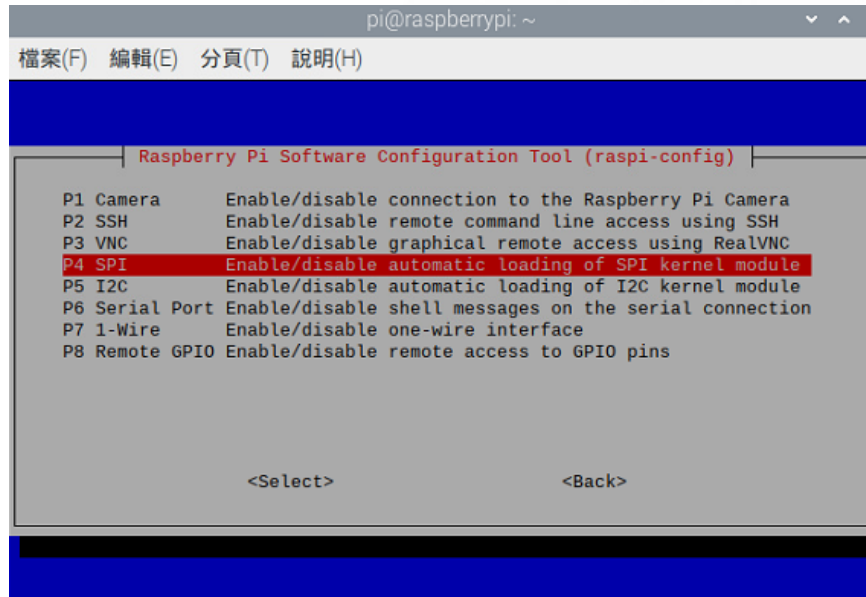 pi@raspberrypi: ~
檔案(F) 編輯(E) 分頁(T) 說明(H)
Raspberry Pi Software Configuration Tool (raspi-config)
P1 Camera Enable/disable connection to the Raspberry Pi Camera
P2 SSH Enable/disable remote command line access using SSH
P3 VNC Enable/disable graphical remote access using RealVNC
P4 SPI Enable/disable automatic loading of SPI kernel module
P5 I2C Enable/disable automatic loading of I2C kernel module
P6 Serial Port Enable/disable shell messages on the serial connection
P7 1-Wire Enable/disable one-wire interface
P8 Remote GPIO Enable/disable remote access to GPIO pins
<Select> <Back>